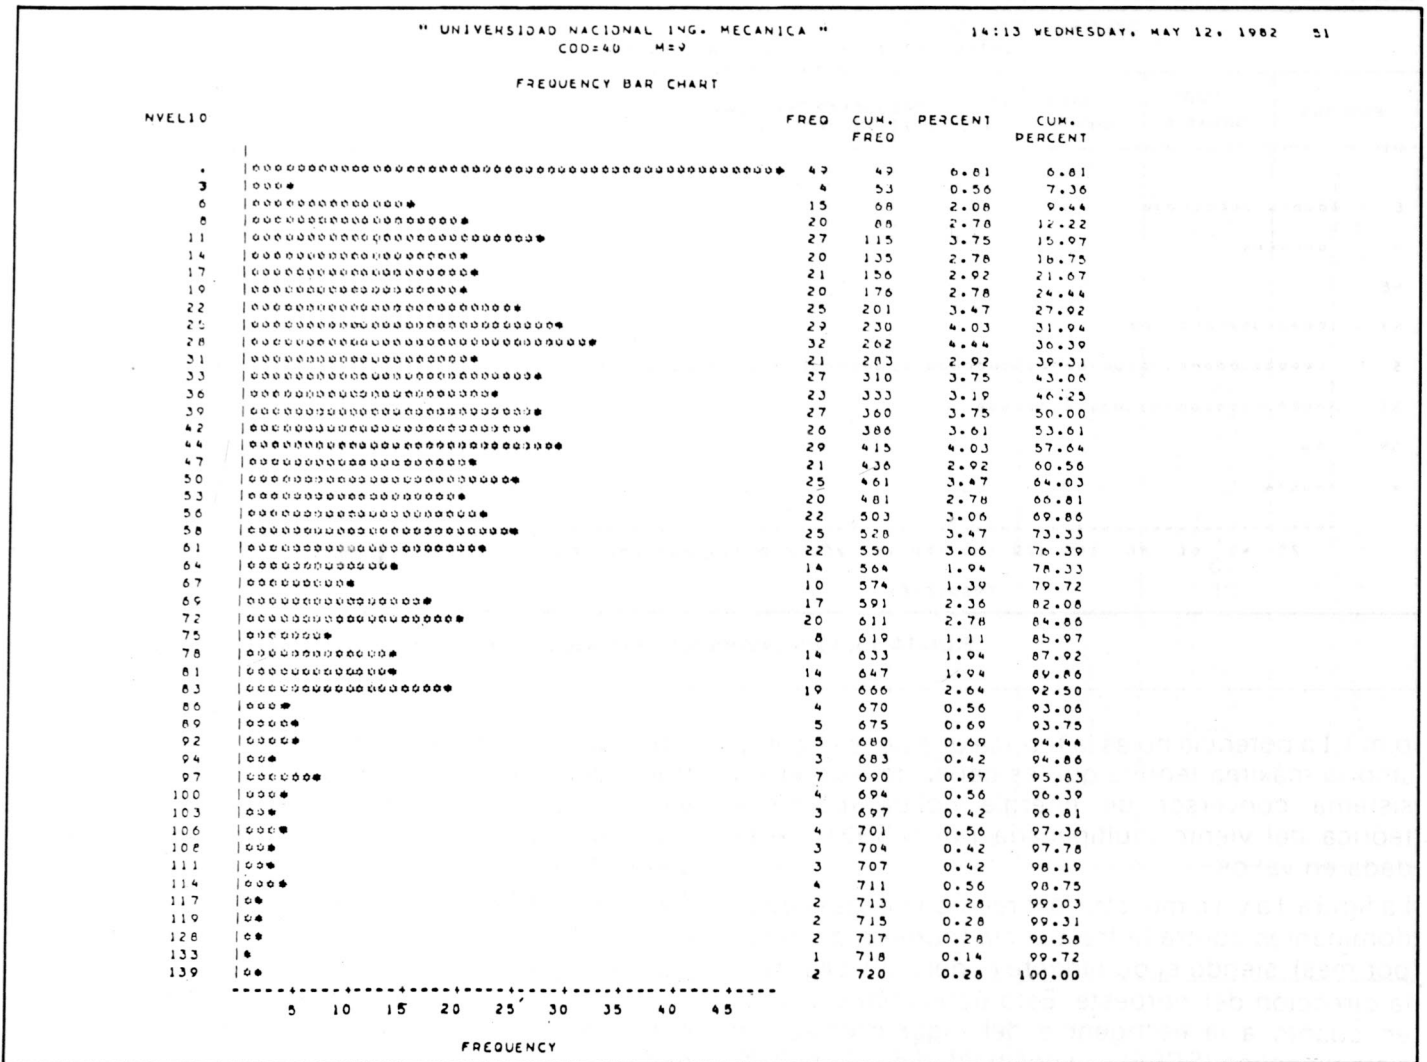 " UNIVERSIDAD NACIONAL ING. MECANICA " 14:13 WEDNESDAY, MAY 12, 1982 51
COD=40 M=9
FREQUENCY BAR CHART
NVEL10 FREQ CUM. FREQ PERCENT CUM. PERCENT
. 49 49 6.81 6.81
3 4 53 0.56 7.36
6 15 68 2.08 9.44
8 20 88 2.78 12.22
11 27 115 3.75 15.97
14 20 135 2.78 18.75
17 21 156 2.92 21.67
19 20 176 2.78 24.44
22 25 201 3.47 27.92
25 29 230 4.03 31.94
28 32 262 4.44 36.39
31 21 283 2.92 39.31
33 27 310 3.75 43.06
36 23 333 3.19 46.25
39 27 360 3.75 50.00
42 26 386 3.61 53.61
44 29 415 4.03 57.64
47 21 436 2.92 60.56
50 25 461 3.47 64.03
53 20 481 2.78 66.81
56 22 503 3.06 69.86
58 25 528 3.47 73.33
61 22 550 3.06 76.39
64 14 564 1.94 78.33
67 10 574 1.39 79.72
69 17 591 2.36 82.08
72 20 611 2.78 84.86
75 8 619 1.11 85.97
78 14 633 1.94 87.92
81 14 647 1.94 89.86
83 19 666 2.64 92.50
86 4 670 0.56 93.06
89 5 675 0.69 93.75
92 5 680 0.69 94.44
94 3 683 0.42 94.86
97 7 690 0.97 95.83
100 4 694 0.56 96.39
103 3 697 0.42 96.81
106 4 701 0.56 97.36
108 3 704 0.42 97.78
111 3 707 0.42 98.19
114 4 711 0.56 98.75
117 2 713 0.28 99.03
119 2 715 0.28 99.31
128 2 717 0.28 99.58
133 1 718 0.14 99.72
139 2 720 0.28 100.00
5 10 15 20 25 30 35 40 45
FREQUENCY